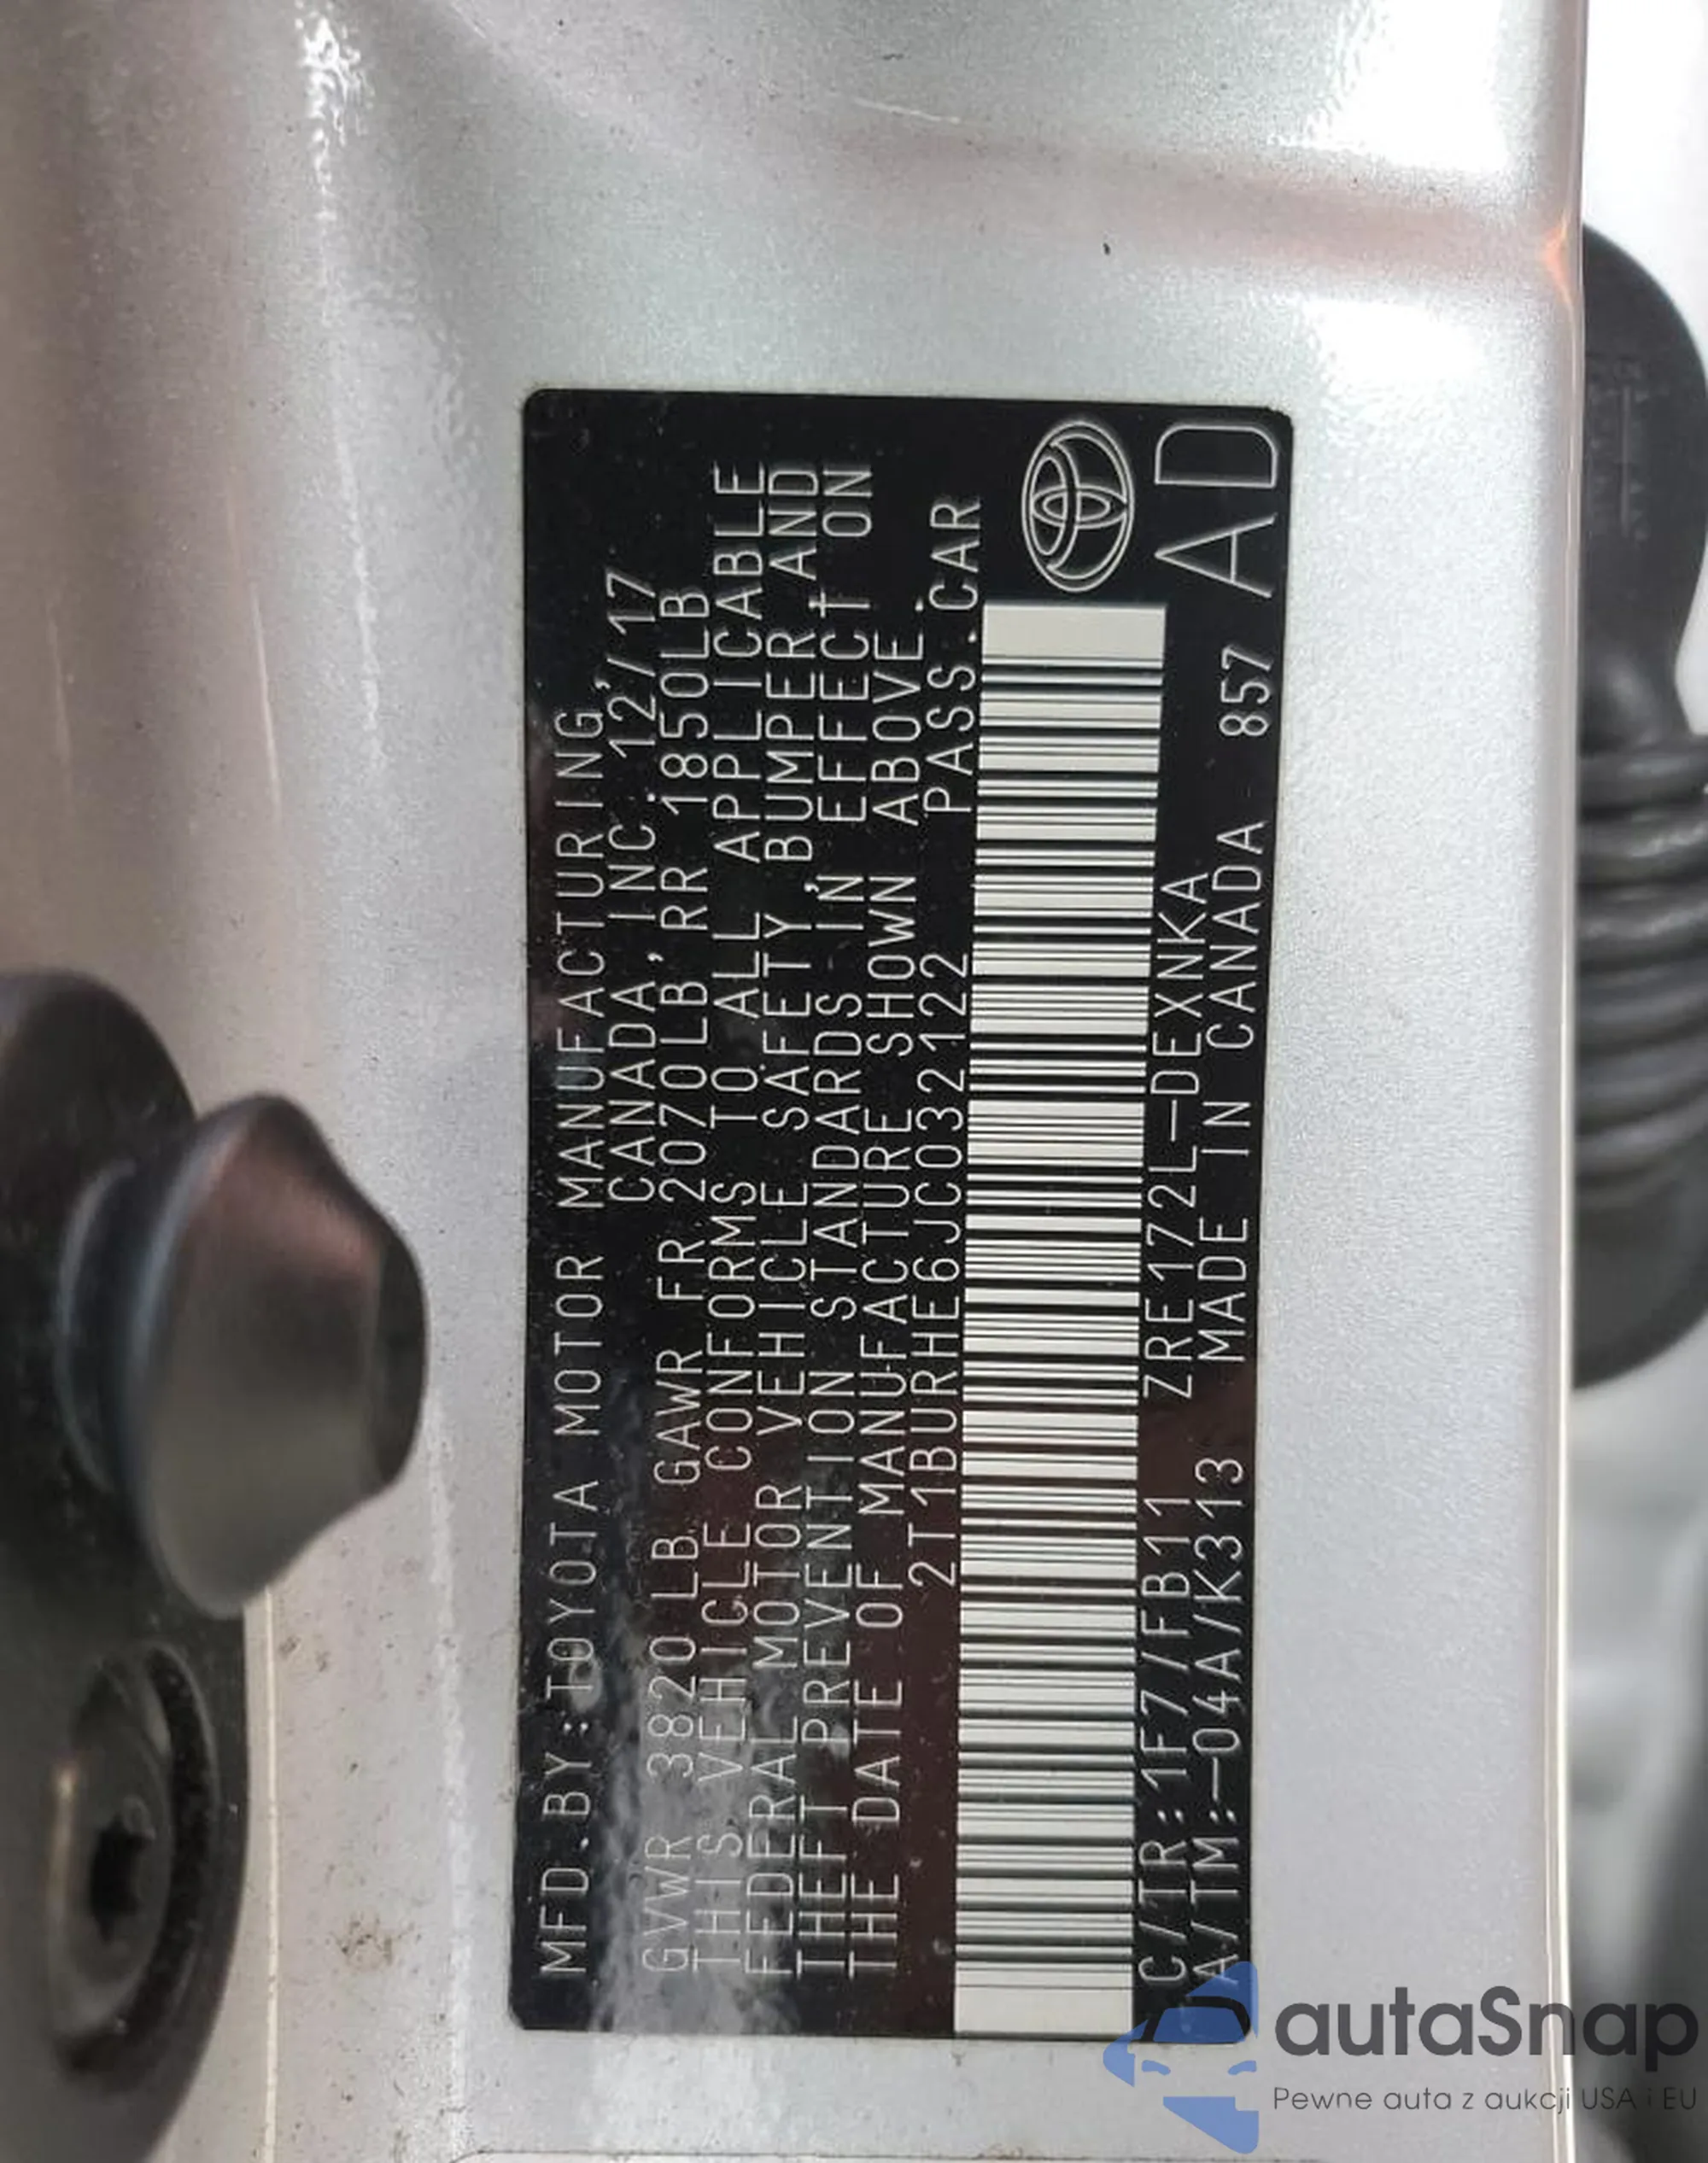 MFD.BY:TOYOTA MOTOR MANUFACTURING,
CANADA, INC. 12/17
GVWR 3820LB GAWR FR 2070LB, RR 1850LB
THIS VEHICLE CONFORMS TO ALL APPLICABLE
FEDERAL MOTOR VEHICLE SAFETY, BUMPER, AND
THEFT PREVENTION STANDARDS IN EFFECT ON
THE DATE OF MANUFACTURE SHOWN ABOVE.
2T1BURHE6JC032122 PASS.CAR
C/TR:1F7/FB11 ZRE172L-DEXNKA
A/TM:-04A/K313 MADE IN CANADA 857 AD
autaSnap
Pewne auta z aukcji USA i EU